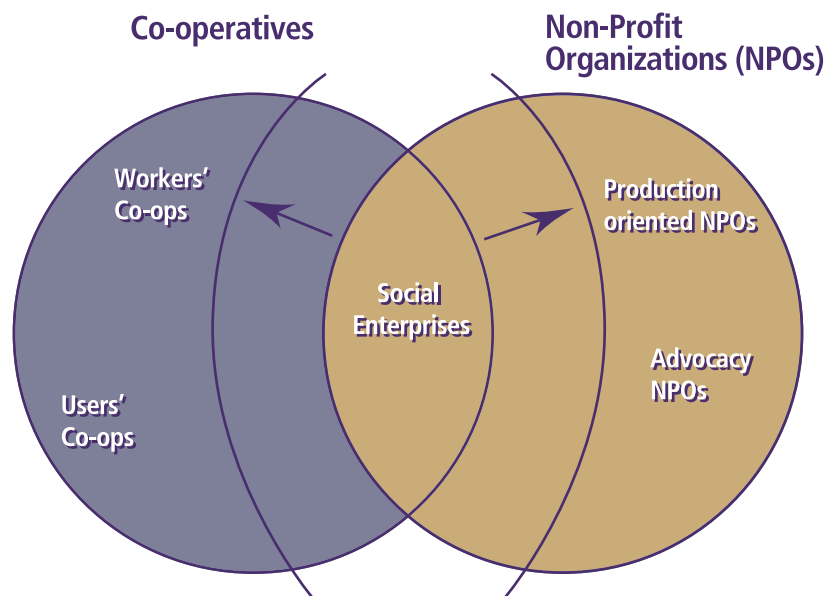 Co-operatives
Non-Profit
Organizations (NPOs)
Workers’
Co-ops
Production
oriented NPOs
Social
Enterprises
Advocacy
NPOs
Users’
Co-ops